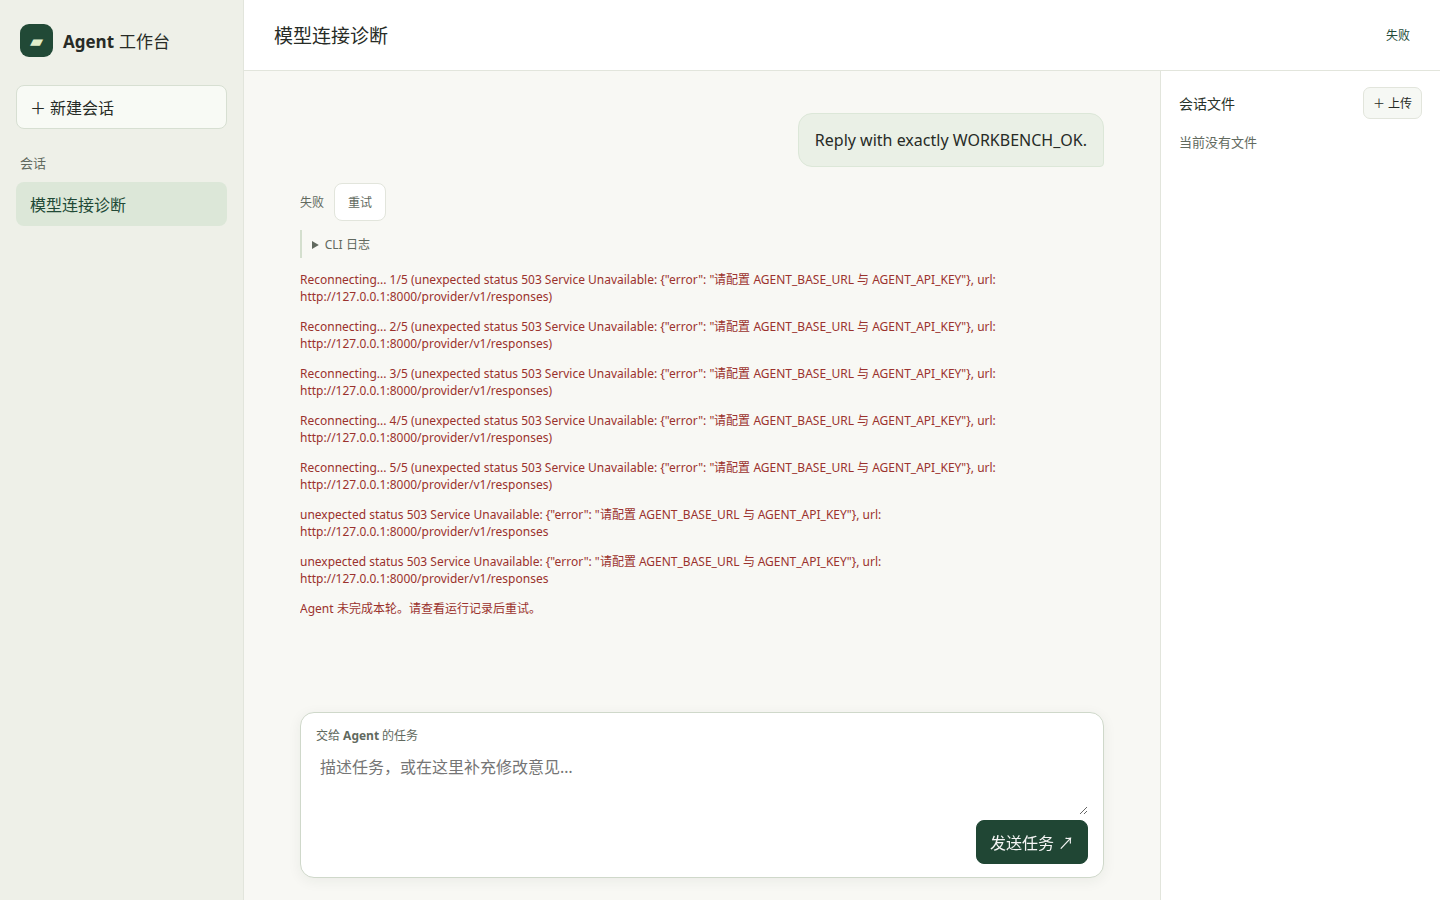 Agent 工作台
＋ 新建会话
会话
模型连接诊断
模型连接诊断
失败
Reply with exactly WORKBENCH_OK.
失败
重试
▶ CLI 日志
Reconnecting... 1/5 (unexpected status 503 Service Unavailable: {"error": "请配置 AGENT_BASE_URL 与 AGENT_API_KEY"}, url:
http://127.0.0.1:8000/provider/v1/responses)
Reconnecting... 2/5 (unexpected status 503 Service Unavailable: {"error": "请配置 AGENT_BASE_URL 与 AGENT_API_KEY"}, url:
http://127.0.0.1:8000/provider/v1/responses)
Reconnecting... 3/5 (unexpected status 503 Service Unavailable: {"error": "请配置 AGENT_BASE_URL 与 AGENT_API_KEY"}, url:
http://127.0.0.1:8000/provider/v1/responses)
Reconnecting... 4/5 (unexpected status 503 Service Unavailable: {"error": "请配置 AGENT_BASE_URL 与 AGENT_API_KEY"}, url:
http://127.0.0.1:8000/provider/v1/responses)
Reconnecting... 5/5 (unexpected status 503 Service Unavailable: {"error": "请配置 AGENT_BASE_URL 与 AGENT_API_KEY"}, url:
http://127.0.0.1:8000/provider/v1/responses)
unexpected status 503 Service Unavailable: {"error": "请配置 AGENT_BASE_URL 与 AGENT_API_KEY"}, url:
http://127.0.0.1:8000/provider/v1/responses
unexpected status 503 Service Unavailable: {"error": "请配置 AGENT_BASE_URL 与 AGENT_API_KEY"}, url:
http://127.0.0.1:8000/provider/v1/responses
Agent 未完成本轮。请查看运行记录后重试。
交给 Agent 的任务
描述任务，或在这里补充修改意见...
发送任务 ↗
会话文件
＋ 上传
当前没有文件